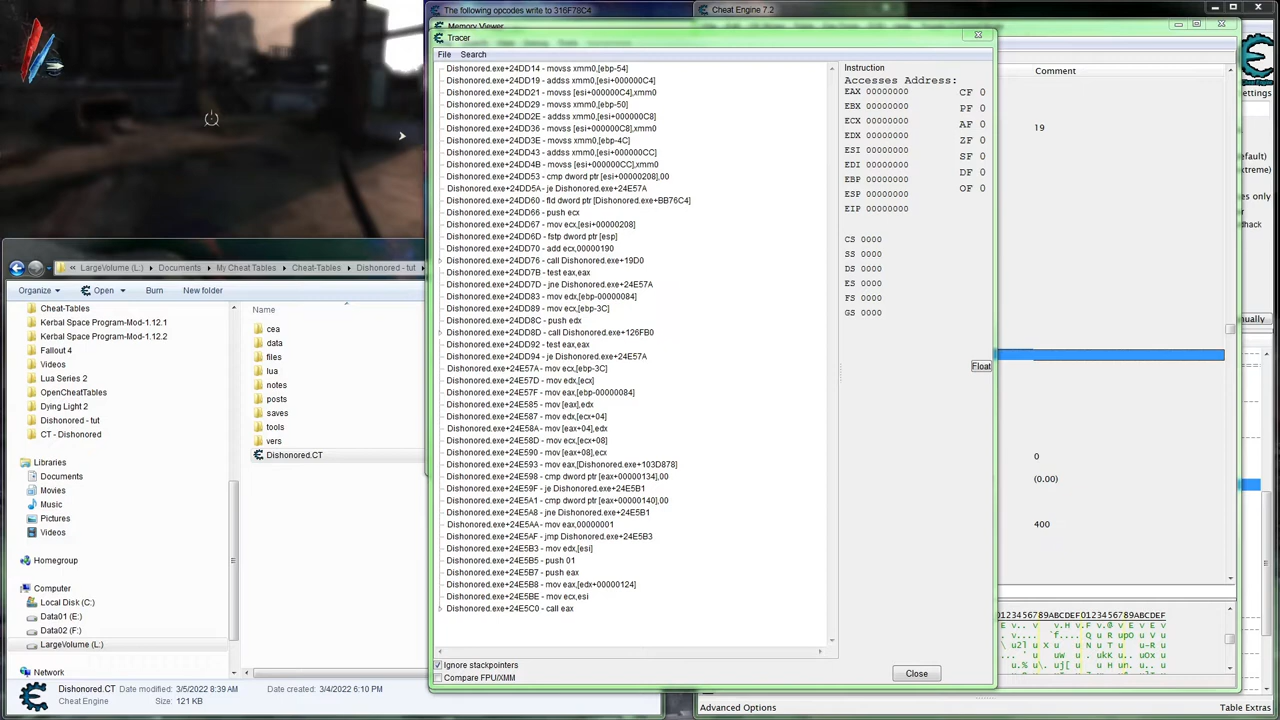 The following opcodes write to 316F78C4
Cheat Engine 7.2
Memory Viewer
Tracer
File Search
Dishonored.exe+24DD14 - movss xmm0,[ebp-54]
Dishonored.exe+24DD19 - addss xmm0,[esi+000000C4]
Dishonored.exe+24DD21 - movss [esi+000000C4],xmm0
Dishonored.exe+24DD29 - movss xmm0,[ebp-50]
Dishonored.exe+24DD2E - addss xmm0,[esi+000000C8]
Dishonored.exe+24DD36 - movss [esi+000000C8],xmm0
Dishonored.exe+24DD3E - movss xmm0,[ebp-4C]
Dishonored.exe+24DD43 - addss xmm0,[esi+000000CC]
Dishonored.exe+24DD4B - movss [esi+000000CC],xmm0
Dishonored.exe+24DD53 - cmp dword ptr [esi+00000208],00
Dishonored.exe+24DD5A - je Dishonored.exe+24E57A
Dishonored.exe+24DD60 - fld dword ptr [Dishonored.exe+BB76C4]
Dishonored.exe+24DD66 - push ecx
Dishonored.exe+24DD67 - mov ecx,[esi+00000208]
Dishonored.exe+24DD6D - fstp dword ptr [esp]
Dishonored.exe+24DD70 - add ecx,00000190
Dishonored.exe+24DD76 - call Dishonored.exe+19D0
Dishonored.exe+24DD7B - test eax,eax
Dishonored.exe+24DD7D - jne Dishonored.exe+24E57A
Dishonored.exe+24DD83 - mov edx,[ebp-00000084]
Dishonored.exe+24DD89 - mov ecx,[ebp-3C]
Dishonored.exe+24DD8C - push edx
Dishonored.exe+24DD8D - call Dishonored.exe+126FB0
Dishonored.exe+24DD92 - test eax,eax
Dishonored.exe+24DD94 - je Dishonored.exe+24E57A
Dishonored.exe+24E57A - mov ecx,[ebp-3C]
Dishonored.exe+24E57D - mov edx,[ecx]
Dishonored.exe+24E57F - mov eax,[ebp-00000084]
Dishonored.exe+24E585 - mov [eax],edx
Dishonored.exe+24E587 - mov edx,[ecx+04]
Dishonored.exe+24E58A - mov [eax+04],edx
Dishonored.exe+24E58D - mov ecx,[ecx+08]
Dishonored.exe+24E590 - mov [eax+08],ecx
Dishonored.exe+24E593 - mov eax,[Dishonored.exe+103D878]
Dishonored.exe+24E598 - cmp dword ptr [eax+00000134],00
Dishonored.exe+24E59F - je Dishonored.exe+24E5B1
Dishonored.exe+24E5A1 - cmp dword ptr [eax+00000140],00
Dishonored.exe+24E5A8 - jne Dishonored.exe+24E5B1
Dishonored.exe+24E5AA - mov eax,00000001
Dishonored.exe+24E5AF - jmp Dishonored.exe+24E5B3
Dishonored.exe+24E5B3 - mov edx,[esi]
Dishonored.exe+24E5B5 - push 01
Dishonored.exe+24E5B7 - push eax
Dishonored.exe+24E5B8 - mov eax,[edx+00000124]
Dishonored.exe+24E5BE - mov ecx,esi
Dishonored.exe+24E5C0 - call eax
Ignore stackpointers
Compare FPU/XMM
Instruction
Accesses Address:
EAX 00000000 CF 0
EBX 00000000 PF 0
ECX 00000000 AF 0
EDX 00000000 ZF 0
ESI 00000000 SF 0
EDI 00000000 DF 0
EBP 00000000 OF 0
ESP 00000000
EIP 00000000
CS 0000
SS 0000
DS 0000
ES 0000
FS 0000
GS 0000
Float
Close
Comment
19
0
(0.00)
400
ettings
efault)
xtreme)
es only
or
edhack
nually
Advanced Options
Table Extras
« LargeVolume (L:) Documents My Cheat Tables Cheat-Tables Dishonored - tut
Organize Open Burn New folder
Cheat-Tables
Kerbal Space Program-Mod-1.12.1
Kerbal Space Program-Mod-1.12.2
Fallout 4
Videos
Lua Series 2
OpenCheatTables
Dying Light 2
Dishonored - tut
CT - Dishonored
Libraries
Documents
Movies
Music
Pictures
Videos
Homegroup
Computer
Local Disk (C:)
Data01 (E:)
Data02 (F:)
LargeVolume (L:)
Network
Name
cea
data
files
lua
notes
posts
saves
tools
vers
Dishonored.CT
Dishonored.CT Date modified: 3/5/2022 8:39 AM Date created: 3/4/2022 6:10 PM
Cheat Engine Size: 121 KB